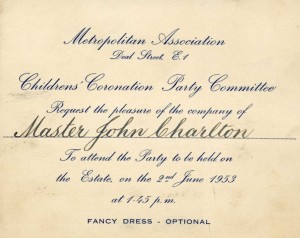 Metropolitan Association
Deal Street, E.1
Childrens' Coronation Party Committee
Request the pleasure of the company of
Master John Charlton
To attend the Party to be held on
the Estate, on the 2nd June 1953
at 1.45 p.m.
FANCY DRESS - OPTIONAL